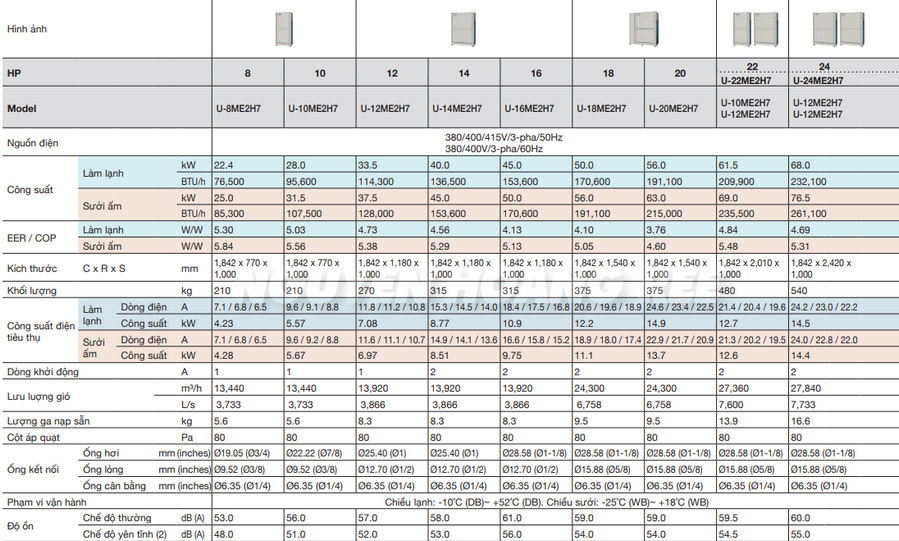 Hình ảnh
HP 8 10 12 14 16 18 20 22 24
U-22ME2H7 U-24ME2H7
Model U-8ME2H7 U-10ME2H7 U-12ME2H7 U-14ME2H7 U-16ME2H7 U-18ME2H7 U-20ME2H7 U-10ME2H7 U-12ME2H7
U-12ME2H7 U-12ME2H7
Nguồn điện 380/400/415V/3-pha/50Hz
380/400V/3-pha/60Hz
Công suất Làm lạnh kW 22.4 28.0 33.5 40.0 45.0 50.0 56.0 61.5 68.0
BTU/h 76,500 95,600 114,300 136,500 153,600 170,600 191,100 209,900 232,100
Sưởi ấm kW 25.0 31.5 37.5 45.0 50.0 56.0 63.0 69.0 76.5
BTU/h 85,300 107,500 128,000 153,600 170,600 191,100 215,000 235,500 261,100
EER / COP Làm lạnh W/W 5.30 5.03 4.73 4.56 4.13 4.10 3.76 4.84 4.69
Sưởi ấm W/W 5.84 5.56 5.38 5.29 5.13 5.05 4.60 5.48 5.31
Kích thước C x R x S mm 1,842 x 770 x 1,842 x 770 x 1,842 x 1,180 x 1,842 x 1,180 x 1,842 x 1,180 x 1,842 x 1,540 x 1,842 x 1,540 x 1,842 x 2,010 x 1,842 x 2,420 x
1,000 1,000 1,000 1,000 1,000 1,000 1,000 1,000 1,000
NGUYEN HOANG KEE
Khối lượng kg 210 210 270 315 315 375 375 480 540
Công suất điện tiêu thụ Làm lạnh Dòng điện A 7.1 / 6.8 / 6.5 9.6 / 9.1 / 8.8 11.8 / 11.2 / 10.8 15.3 / 14.5 / 14.0 18.4 / 17.5 / 16.8 20.6 / 19.6 / 18.9 24.6 / 23.4 / 22.5 21.4 / 20.4 / 19.6 24.2 / 23.0 / 22.2
Công suất kW 4.23 5.57 7.08 8.77 10.9 12.2 14.9 12.7 14.5
Sưởi ấm Dòng điện A 7.1 / 6.8 / 6.5 9.6 / 9.2 / 8.8 11.6 / 11.1 / 10.7 14.9 / 14.1 / 13.6 16.6 / 15.8 / 15.2 18.9 / 18.0 / 17.4 22.9 / 21.7 / 20.9 21.3 / 20.2 / 19.5 24.0 / 22.8 / 22.0
Công suất kW 4.28 5.67 6.97 8.51 9.75 11.1 13.7 12.6 14.4
Dòng khởi động A 1 1 1 2 2 2 2 2 2
Lưu luợng gió m³/h 13,440 13,440 13,920 13,920 13,920 24,300 24,300 27,360 27,840
L/s 3,733 3,733 3,866 3,866 3,866 6,758 6,758 7,600 7,733
Lượng ga nạp sẵn kg 5.6 5.6 8.3 8.3 8.3 9.5 9.5 13.9 16.6
Cột áp quạt Pa 80 80 80 80 80 80 80 80 80
Ống kết nối Ống hơi mm (inches) Ø19.05 (Ø3/4) Ø22.22 (Ø7/8) Ø25.40 (Ø1) Ø25.40 (Ø1) Ø28.58 (Ø1-1/8) Ø28.58 (Ø1-1/8) Ø28.58 (Ø1-1/8) Ø28.58 (Ø1-1/8) Ø28.58 (Ø1-1/8)
Ống lỏng mm (inches) Ø9.52 (Ø3/8) Ø9.52 (Ø3/8) Ø12.70 (Ø1/2) Ø12.70 (Ø1/2) Ø12.70 (Ø1/2) Ø15.88 (Ø5/8) Ø15.88 (Ø5/8) Ø15.88 (Ø5/8) Ø15.88 (Ø5/8)
Ống cân bằng mm (inches) Ø6.35 (Ø1/4) Ø6.35 (Ø1/4) Ø6.35 (Ø1/4) Ø6.35 (Ø1/4) Ø6.35 (Ø1/4) Ø6.35 (Ø1/4) Ø6.35 (Ø1/4) Ø6.35 (Ø1/4) Ø6.35 (Ø1/4)
Phạm vi vận hành Chiều lạnh: -10˚C (DB)~ +52˚C (DB). Chiều sưởi: -25˚C (WB)~ +18˚C (WB)
Độ ồn Chế độ thường dB (A) 53.0 56.0 57.0 58.0 61.0 59.0 59.0 59.5 60.0
Chế độ yên tĩnh (2) dB (A) 48.0 51.0 52.0 53.0 56.0 54.0 54.0 54.5 55.0